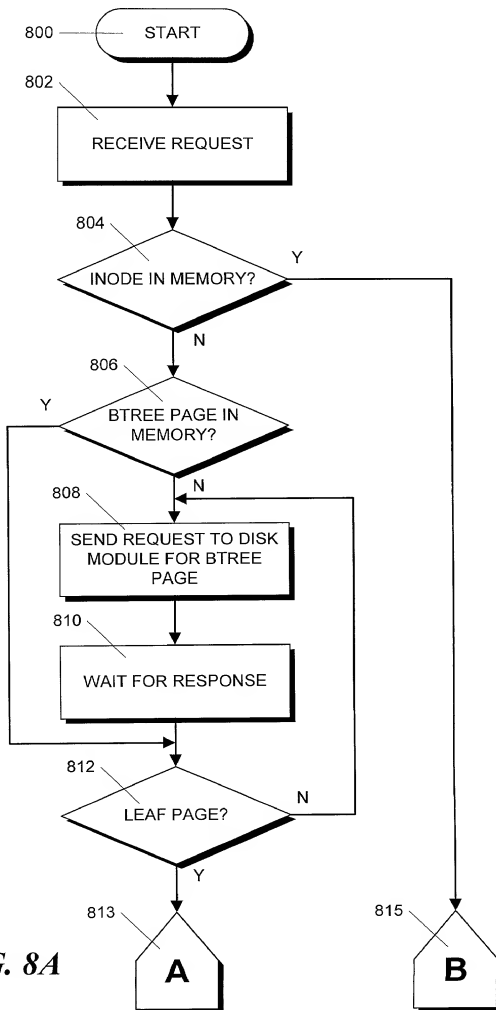 800
START
802
RECEIVE REQUEST
804
INODE IN MEMORY?
Y
N
806
Y
BTREE PAGE IN
MEMORY?
N
808
SEND REQUEST TO DISK
MODULE FOR BTREE
PAGE
810
WAIT FOR RESPONSE
812
LEAF PAGE?
N
Y
813
A
815
B
G. 8A